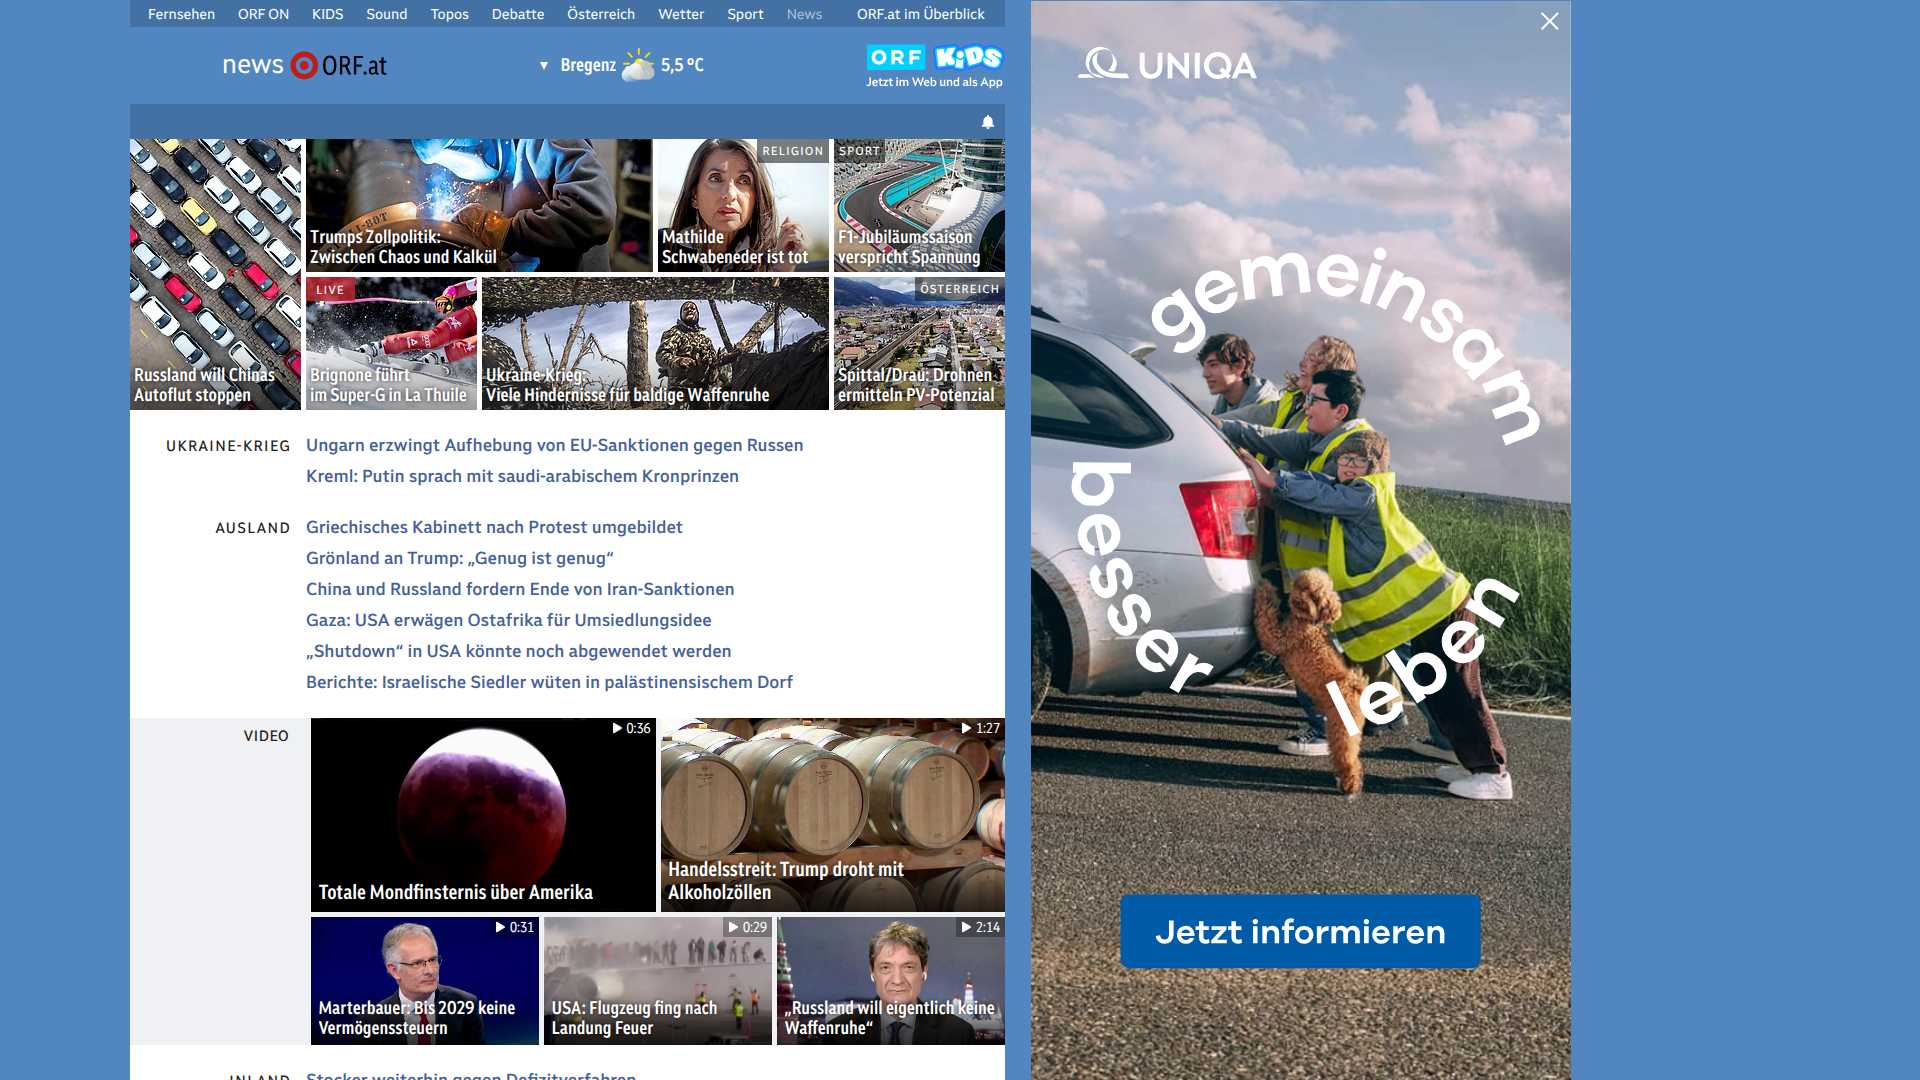 Fernsehen ORF ON KIDS Sound Topos Debatte Österreich Wetter Sport News ORF.at im Überblick
news ORF.at
▼ Bregenz 5,5 °C
ORF KiDS
Jetzt im Web und als App
UNIQA
RELIGION
SPORT
Trumps Zollpolitik:
Zwischen Chaos und Kalkül
Mathilde
Schwabeneder ist tot
F1-Jubiläumssaison
verspricht Spannung
LIVE
ÖSTERREICH
Russland will Chinas
Autoflut stoppen
Brignone führt
im Super-G in La Thuile
Ukraine-Krieg:
Viele Hindernisse für baldige Waffenruhe
Spittal/Drau: Drohnen
ermitteln PV-Potenzial
UKRAINE-KRIEG
Ungarn erzwingt Aufhebung von EU-Sanktionen gegen Russen
Kreml: Putin sprach mit saudi-arabischem Kronprinzen
AUSLAND
Griechisches Kabinett nach Protest umgebildet
Grönland an Trump: „Genug ist genug“
China und Russland fordern Ende von Iran-Sanktionen
Gaza: USA erwägen Ostafrika für Umsiedlungsidee
„Shutdown“ in USA könnte noch abgewendet werden
Berichte: Israelische Siedler wüten in palästinensischem Dorf
VIDEO
0:36
Totale Mondfinsternis über Amerika
1:27
Handelsstreit: Trump droht mit
Alkoholzöllen
0:31
Marterbauer: Bis 2029 keine
Vermögenssteuern
0:29
USA: Flugzeug fing nach
Landung Feuer
2:14
„Russland will eigentlich keine
Waffenruhe“
INLAND
Stocker weiterhin gegen Defizitverfahren
gemeinsam
besser
leben
Jetzt informieren